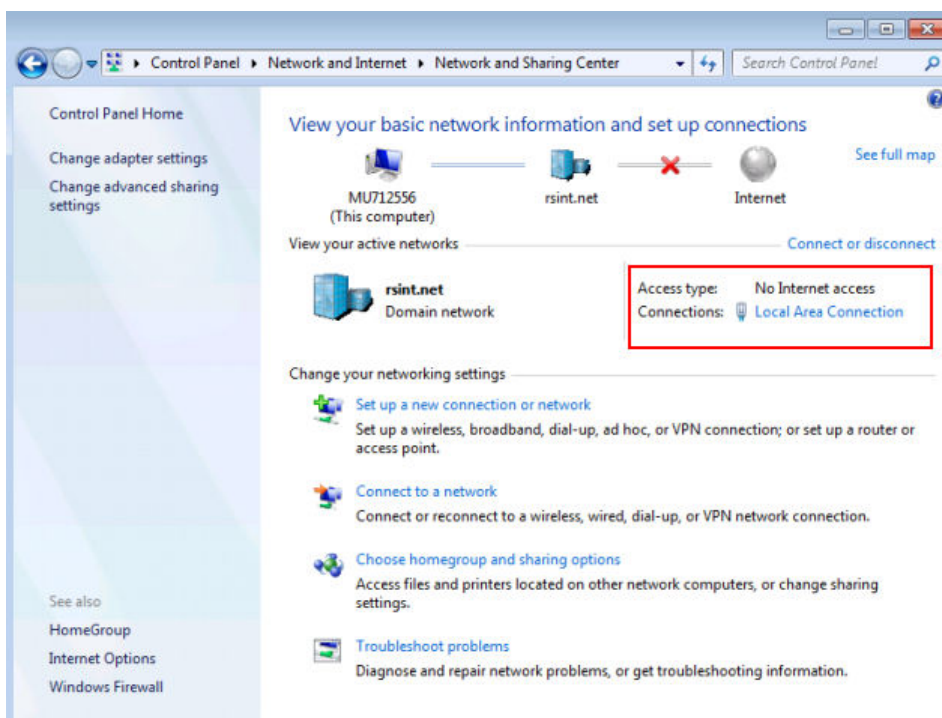 Control Panel ▸ Network and Internet ▸ Network and Sharing Center
Search Control Panel
Control Panel Home
Change adapter settings
Change advanced sharing
settings
See also
HomeGroup
Internet Options
Windows Firewall
View your basic network information and set up connections
See full map
MU712556
(This computer)
rsint.net
Internet
View your active networks
Connect or disconnect
rsint.net
Domain network
Access type: No Internet access
Connections: Local Area Connection
Change your networking settings
Set up a new connection or network
Set up a wireless, broadband, dial-up, ad hoc, or VPN connection; or set up a router or
access point.
Connect to a network
Connect or reconnect to a wireless, wired, dial-up, or VPN network connection.
Choose homegroup and sharing options
Access files and printers located on other network computers, or change sharing
settings.
Troubleshoot problems
Diagnose and repair network problems, or get troubleshooting information.